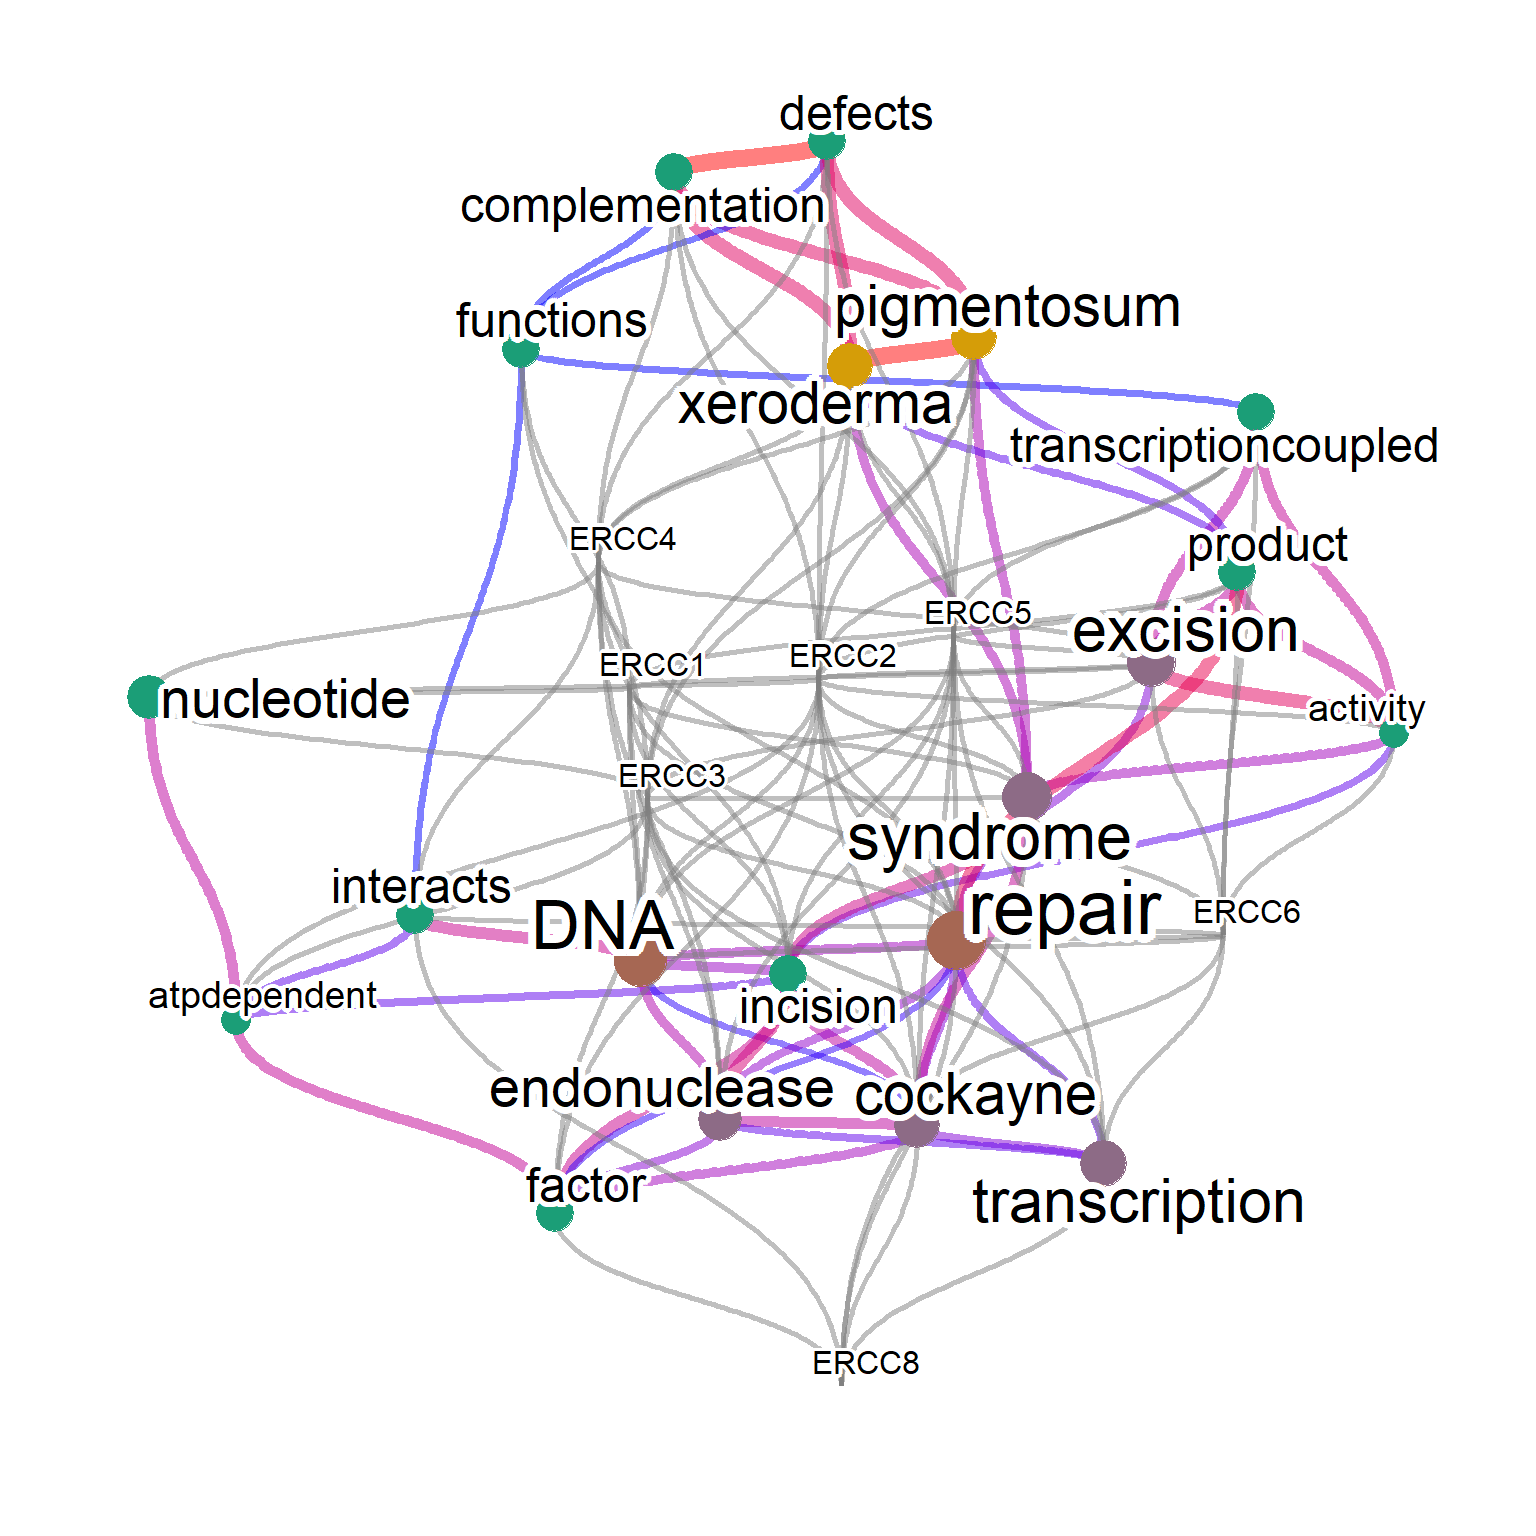 defects
complementation
functions
pigmentosum
xeroderma
transcriptioncoupled
ERCC4
product
ERCC5
excision
ERCC1
ERCC2
nucleotide
activity
ERCC3
syndrome
interacts
DNA
repair
ERCC6
atpdependent
incision
endonuclease
cockayne
factor
transcription
ERCC8